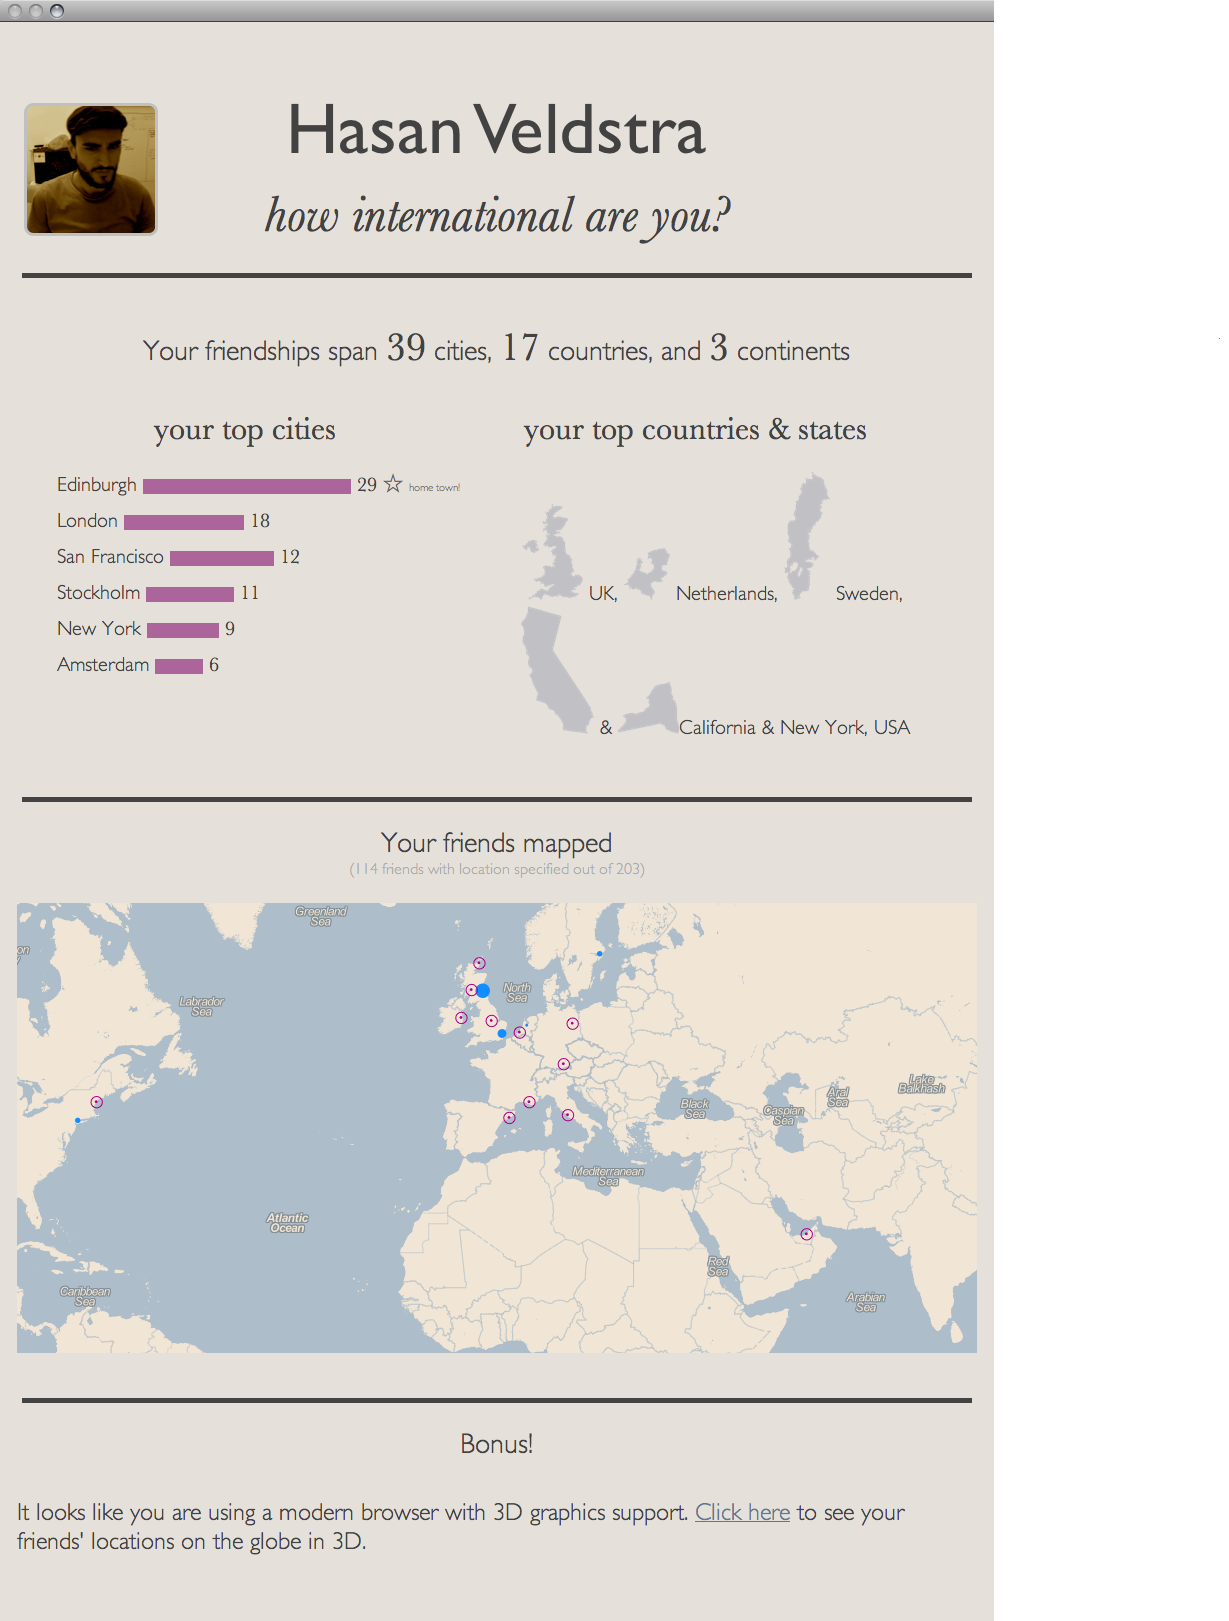 Hasan Veldstra
how international are you?
Your friendships span 39 cities, 17 countries, and 3 continents
your top cities
Edinburgh 29 ☆ home town!
London 18
San Francisco 12
Stockholm 11
New York 9
Amsterdam 6
your top countries & states
UK, Netherlands, Sweden,
& California & New York, USA
Your friends mapped
(114 friends with location specified out of 203)
Greenland
Sea
on
y
Labrador
Sea
North
Sea
Black
Sea
Caspian
Sea
Aral
Sea
Lake
Balkhash
Mediterranean
Sea
Atlantic
Ocean
Red
Sea
Caribbean
Sea
Arabian
Sea
Bonus!
It looks like you are using a modern browser with 3D graphics support. Click here to see your
friends' locations on the globe in 3D.